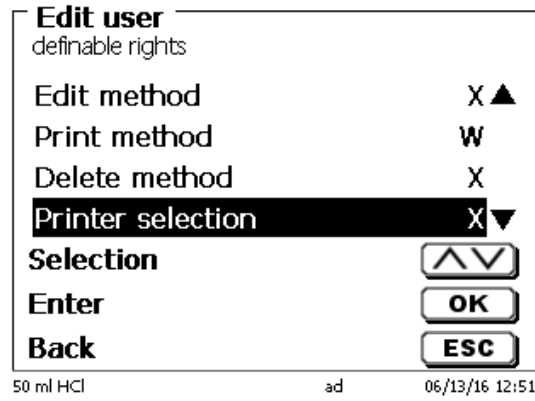 Edit user
definable rights
Edit method X ▲
Print method W
Delete method X
Printer selection X ▼
Selection
Enter OK
Back ESC
50 ml HCl ad 06/13/16 12:51